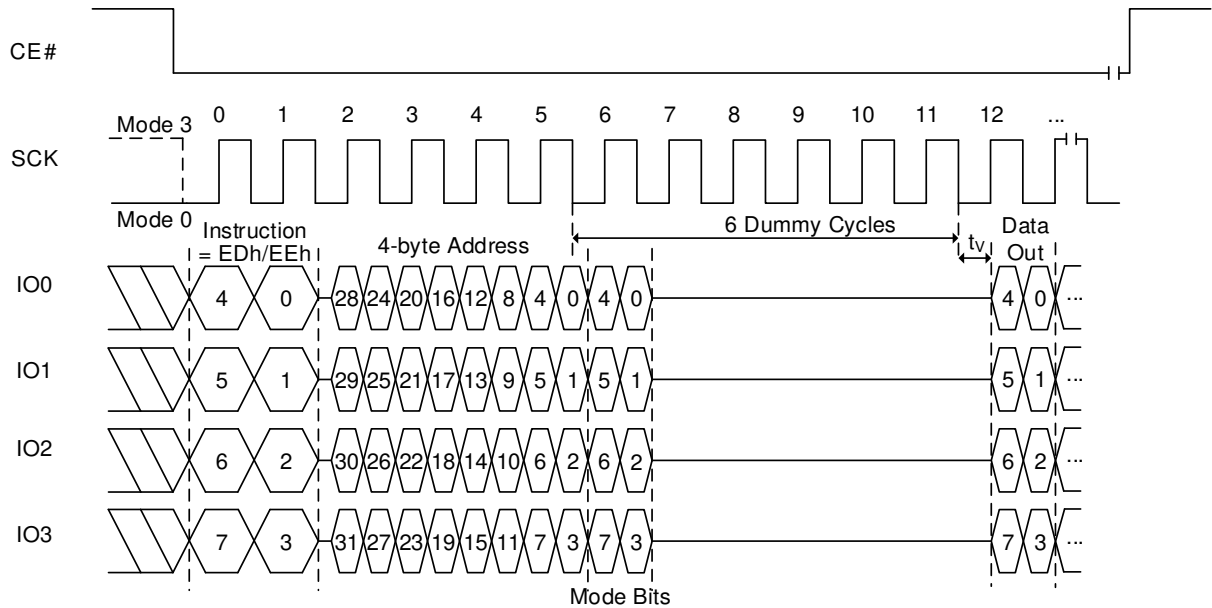 CE#
0 1 2 3 4 5 6 7 8 9 10 11 12 ...
Mode 3
SCK
Mode 0
Instruction
= EDh/EEh
4-byte Address
6 Dummy Cycles
tV
Data
Out
IO0
4 0 28 24 20 16 12 8 4 0 4 0 4 0 ...
IO1
5 1 29 25 21 17 13 9 5 1 5 1 5 1 ...
IO2
6 2 30 26 22 18 14 10 6 2 6 2 6 2 ...
IO3
7 3 31 27 23 19 15 11 7 3 7 3 7 3 ...
Mode Bits